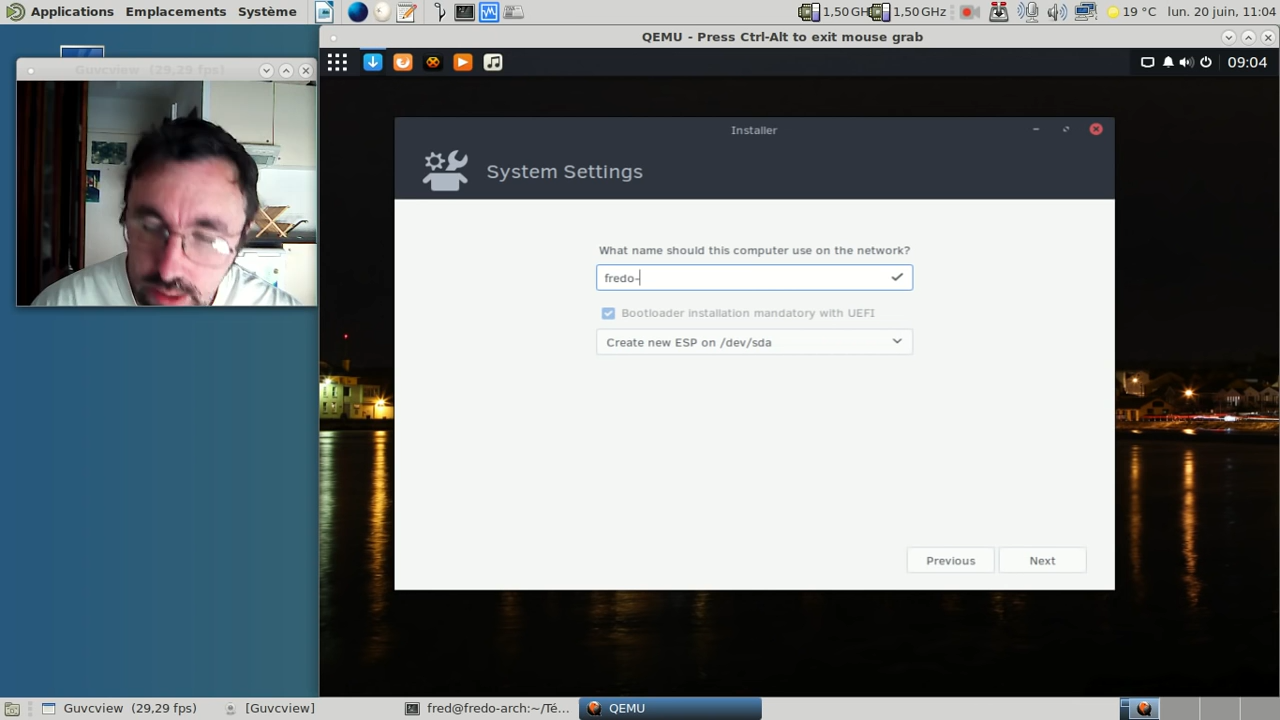 Applications Emplacements Système 1,50 GH 1,50 GHz 19 °C lun. 20 juin, 11:04
QEMU - Press Ctrl-Alt to exit mouse grab
Guvcview (29,29 fps)
09:04
Installer
System Settings
What name should this computer use on the network?
fredo-
Bootloader installation mandatory with UEFI
Create new ESP on /dev/sda
Previous Next
Guvcview (29,29 fps) [Guvcview] fred@fredo-arch:~/Té... QEMU